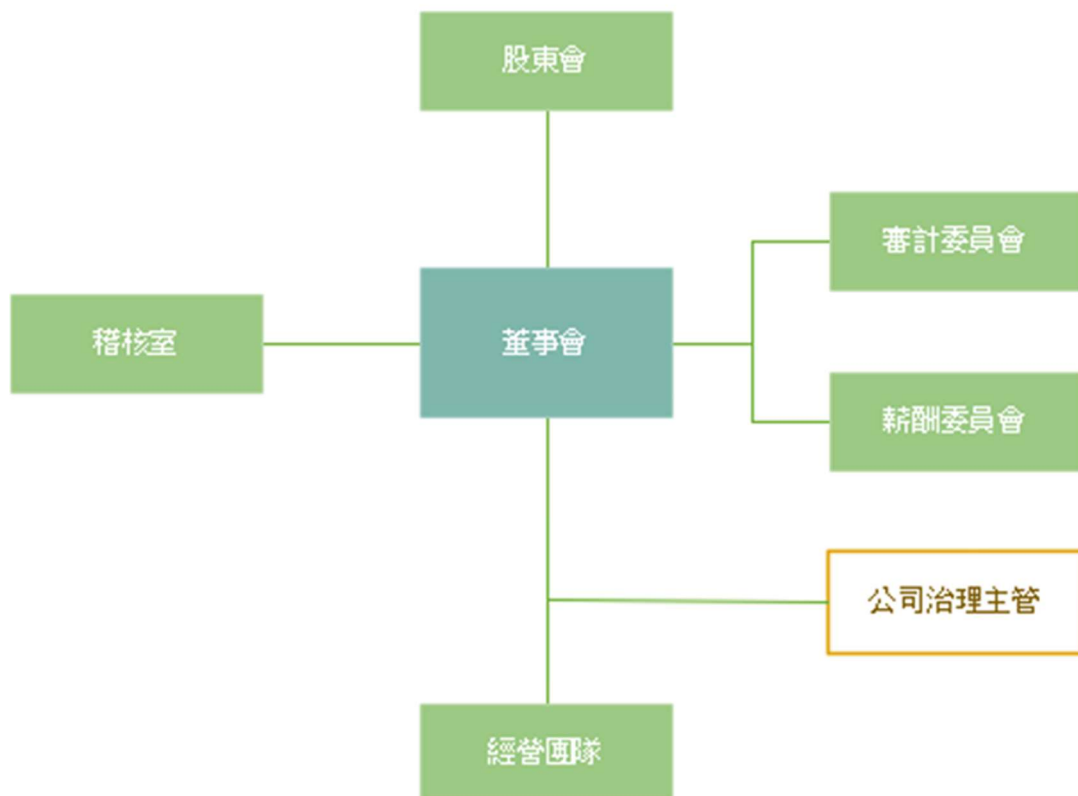 股東會
審計委員會
稽核室
董事會
薪酬委員會
公司治理主管
經營團隊